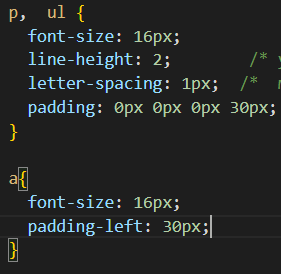 p,  ul {
  font-size: 16px;
  line-height: 2;          /* y
  letter-spacing: 1px;  /*
  padding: 0px 0px 0px 30px;
}

a{
  font-size: 16px;
  padding-left: 30px;
}